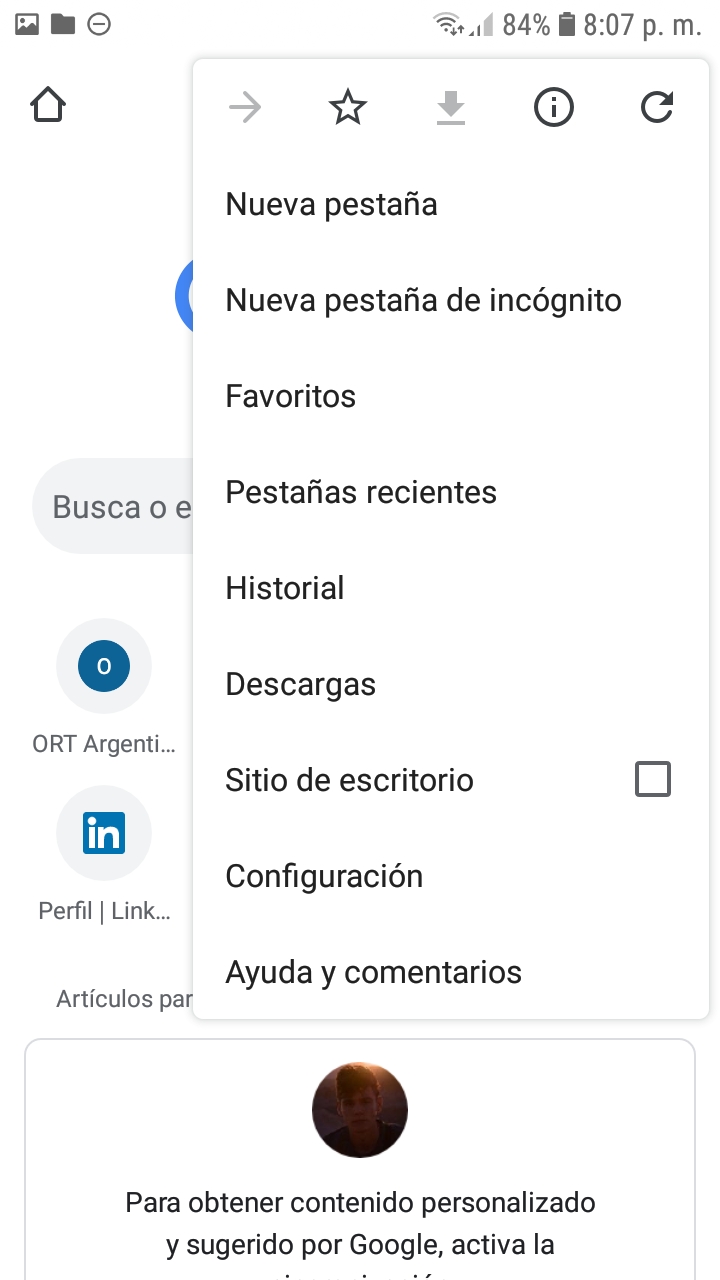 84% 8:07 p. m.
Nueva pestaña
Nueva pestaña de incógnito
Favoritos
Pestañas recientes
Busca o e
Historial
Descargas
O
ORT Argenti...
Sitio de escritorio
in
Configuración
Perfil | Link...
Ayuda y comentarios
Artículos par
Para obtener contenido personalizado
y sugerido por Google, activa la